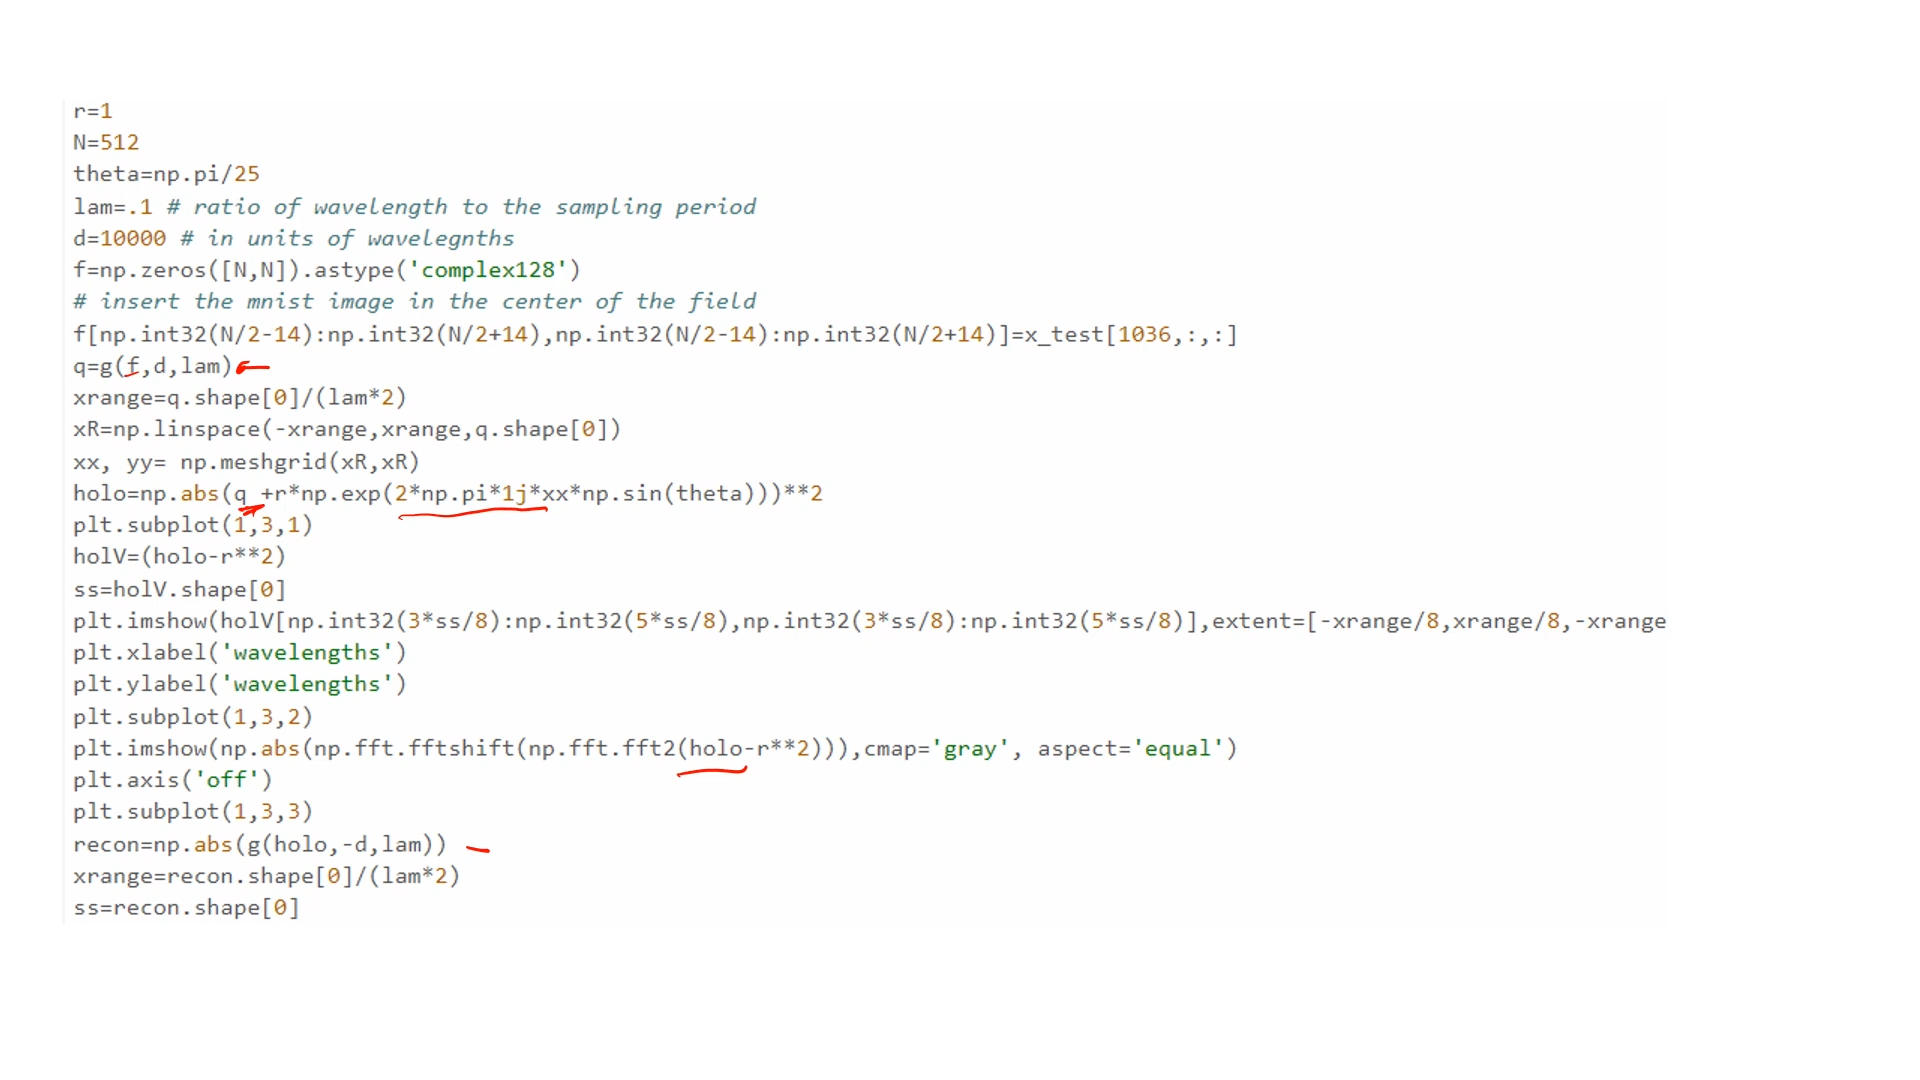 r=1
N=512
theta=np.pi/25
lam=.1 # ratio of wavelength to the sampling period
d=10000 # in units of wavelegnths
f=np.zeros([N,N]).astype('complex128')
# insert the mnist image in the center of the field
f[np.int32(N/2-14):np.int32(N/2+14),np.int32(N/2-14):np.int32(N/2+14)]=x_test[1036,:,:]
q=g(f,d,lam)
xrange=q.shape[0]/(lam*2)
xR=np.linspace(-xrange,xrange,q.shape[0])
xx, yy= np.meshgrid(xR,xR)
holo=np.abs(q +r*np.exp(2*np.pi*1j*xx*np.sin(theta)))**2
plt.subplot(1,3,1)
holV=(holo-r**2)
ss=holV.shape[0]
plt.imshow(holV[np.int32(3*ss/8):np.int32(5*ss/8),np.int32(3*ss/8):np.int32(5*ss/8)],extent=[-xrange/8,xrange/8,-xrange
plt.xlabel('wavelengths')
plt.ylabel('wavelengths')
plt.subplot(1,3,2)
plt.imshow(np.abs(np.fft.fftshift(np.fft.fft2(holo-r**2))),cmap='gray', aspect='equal')
plt.axis('off')
plt.subplot(1,3,3)
recon=np.abs(g(holo,-d,lam))
xrange=recon.shape[0]/(lam*2)
ss=recon.shape[0]